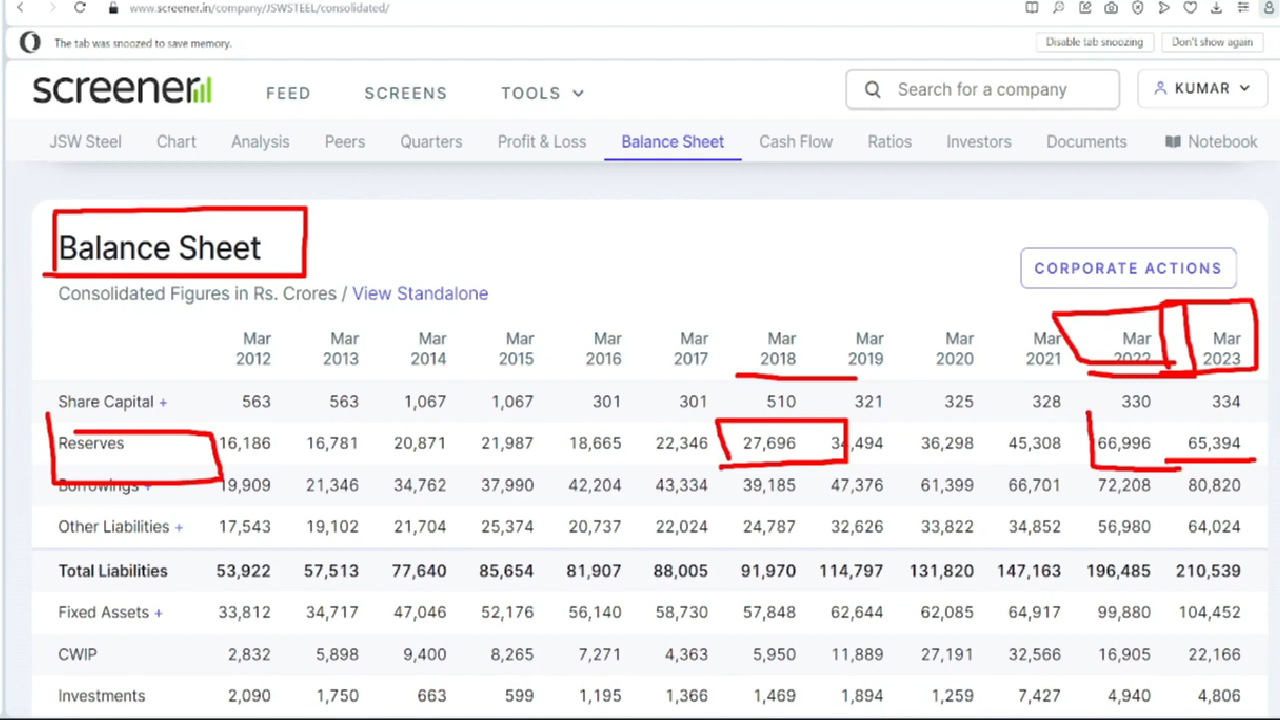 www.screener.in/company/JSWSTEEL/consolidated/
The tab was snoozed to save memory. Disable tab snoozing Don't show again
screener FEED SCREENS TOOLS Search for a company KUMAR
JSW Steel Chart Analysis Peers Quarters Profit & Loss Balance Sheet Cash Flow Ratios Investors Documents Notebook
Balance Sheet
CORPORATE ACTIONS
Consolidated Figures in Rs. Crores / View Standalone
Mar Mar Mar Mar Mar Mar Mar Mar Mar Mar Mar Mar
2012 2013 2014 2015 2016 2017 2018 2019 2020 2021 2022 2023
Share Capital + 563 563 1,067 1,067 301 301 510 321 325 328 330 334
Reserves 16,186 16,781 20,871 21,987 18,665 22,346 27,696 34,494 36,298 45,308 66,996 65,394
Borrowings + 19,909 21,346 34,762 37,990 42,204 43,334 39,185 47,376 61,399 66,701 72,208 80,820
Other Liabilities + 17,543 19,102 21,704 25,374 20,737 22,024 24,787 32,626 33,822 34,852 56,980 64,024
Total Liabilities 53,922 57,513 77,640 85,654 81,907 88,005 91,970 114,797 131,820 147,163 196,485 210,539
Fixed Assets + 33,812 34,717 47,046 52,176 56,140 58,730 57,848 62,644 62,085 64,917 99,880 104,452
CWIP 2,832 5,898 9,400 8,265 7,271 4,363 5,950 11,889 27,191 32,566 16,905 22,166
Investments 2,090 1,750 663 599 1,195 1,366 1,469 1,894 1,259 7,427 4,940 4,806